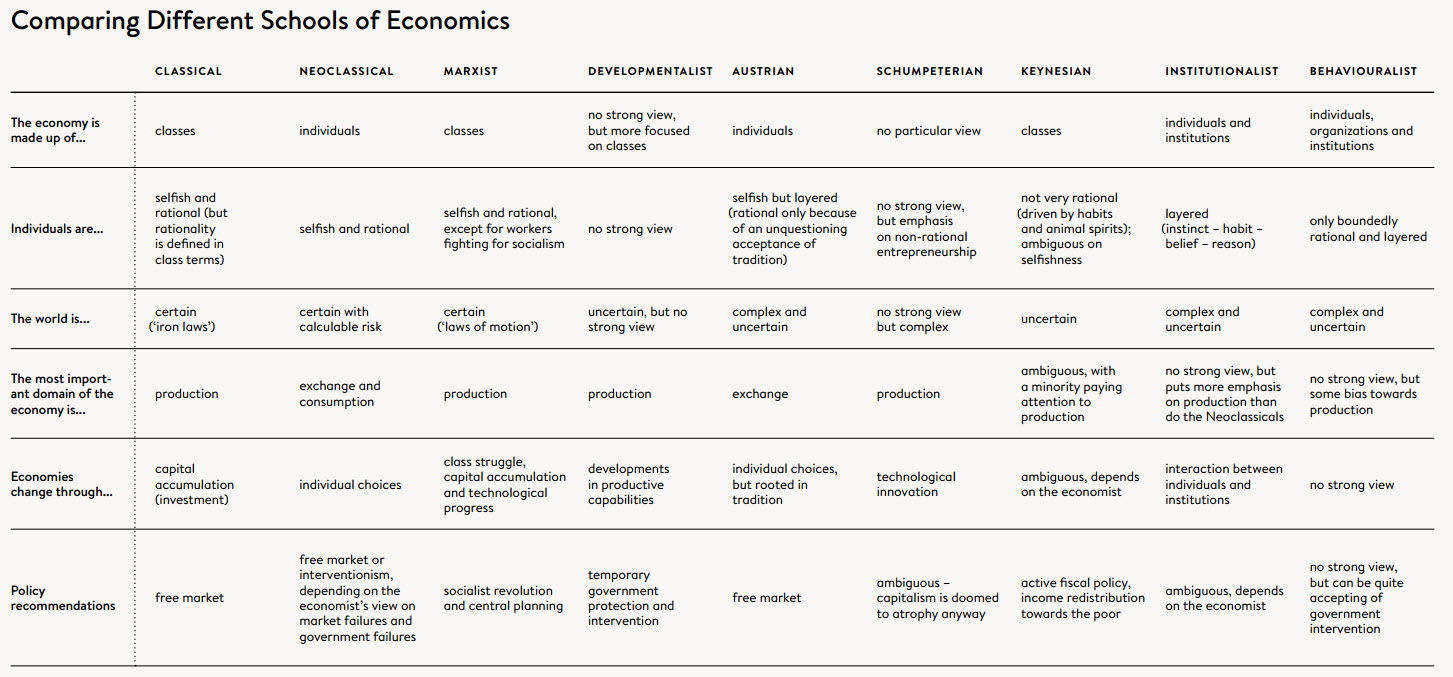 Comparing Different Schools of Economics
CLASSICAL
NEOCLASSICAL
MARXIST
DEVELOPMENTALIST
AUSTRIAN
SCHUMPETERIAN
KEYNESIAN
INSTITUTIONALIST
BEHAVIOURALIST
The economy is
made up of...
classes
individuals
classes
no strong view,
but more focused
on classes
individuals
no particular view
classes
individuals and
institutions
individuals,
organizations and
institutions
Individuals are...
selfish and
rational (but
rationality
is defined in
class terms)
selfish and rational
selfish and rational,
except for workers
fighting for socialism
no strong view
selfish but layered
(rational only because
of an unquestioning
acceptance of
tradition)
no strong view,
but emphasis
on non-rational
entrepreneurship
not very rational
(driven by habits
and animal spirits);
ambiguous on
selfishness
layered
(instinct – habit –
belief – reason)
only boundedly
rational and layered
The world is...
certain
(‘iron laws’)
certain with
calculable risk
certain
(‘laws of motion’)
uncertain, but no
strong view
complex and
uncertain
no strong view
but complex
uncertain
complex and
uncertain
complex and
uncertain
The most import-
ant domain of the
economy is...
production
exchange and
consumption
production
production
exchange
production
ambiguous, with
a minority paying
attention to
production
no strong view, but
puts more emphasis
on production than
do the Neoclassicals
no strong view, but
some bias towards
production
Economies
change through...
capital
accumulation
(investment)
individual choices
class struggle,
capital accumulation
and technological
progress
developments
in productive
capabilities
individual choices,
but rooted in
tradition
technological
innovation
ambiguous, depends
on the economist
interaction between
individuals and
institutions
no strong view
Policy
recommendations
free market
free market or
interventionism,
depending on the
economist’s view on
market failures and
government failures
socialist revolution
and central planning
temporary
government
protection and
intervention
free market
ambiguous –
capitalism is doomed
to atrophy anyway
active fiscal policy,
income redistribution
towards the poor
ambiguous, depends
on the economist
no strong view,
but can be quite
accepting of
government
intervention